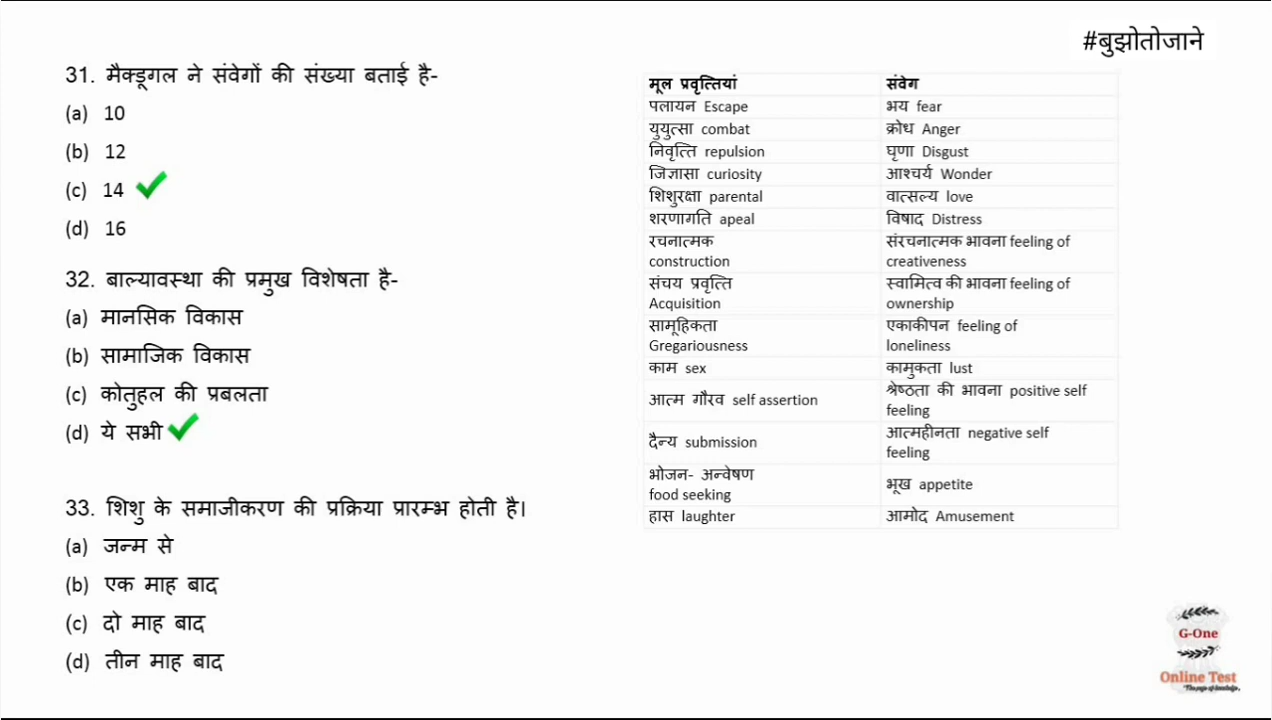 #बुझोतोजाने
31. मैक्डूगल ने संवेगों की संख्या बताई है-
(a) 10
(b) 12
(c) 14
(d) 16
32. बाल्यावस्था की प्रमुख विशेषता है-
(a) मानसिक विकास
(b) सामाजिक विकास
(c) कोतुहल की प्रबलता
(d) ये सभी
33. शिशु के समाजीकरण की प्रक्रिया प्रारम्भ होती है।
(a) जन्म से
(b) एक माह बाद
(c) दो माह बाद
(d) तीन माह बाद
मूल प्रवृत्तियां संवेग
पलायन Escape भय fear
युयुत्सा combat क्रोध Anger
निवृत्ति repulsion घृणा Disgust
जिज्ञासा curiosity आश्चर्य Wonder
शिशुरक्षा parental वात्सल्य love
शरणागति apeal विषाद Distress
रचनात्मक संरचनात्मक भावना feeling of
construction creativeness
संचय प्रवृत्ति स्वामित्व की भावना feeling of
Acquisition ownership
सामूहिकता एकाकीपन feeling of
Gregariousness loneliness
काम sex कामुकता lust
आत्म गौरव self assertion श्रेष्ठता की भावना positive self
feeling
दैन्य submission आत्महीनता negative self
feeling
भोजन- अन्वेषण
food seeking भूख appetite
हास laughter आमोद Amusement
G-One
Online Test